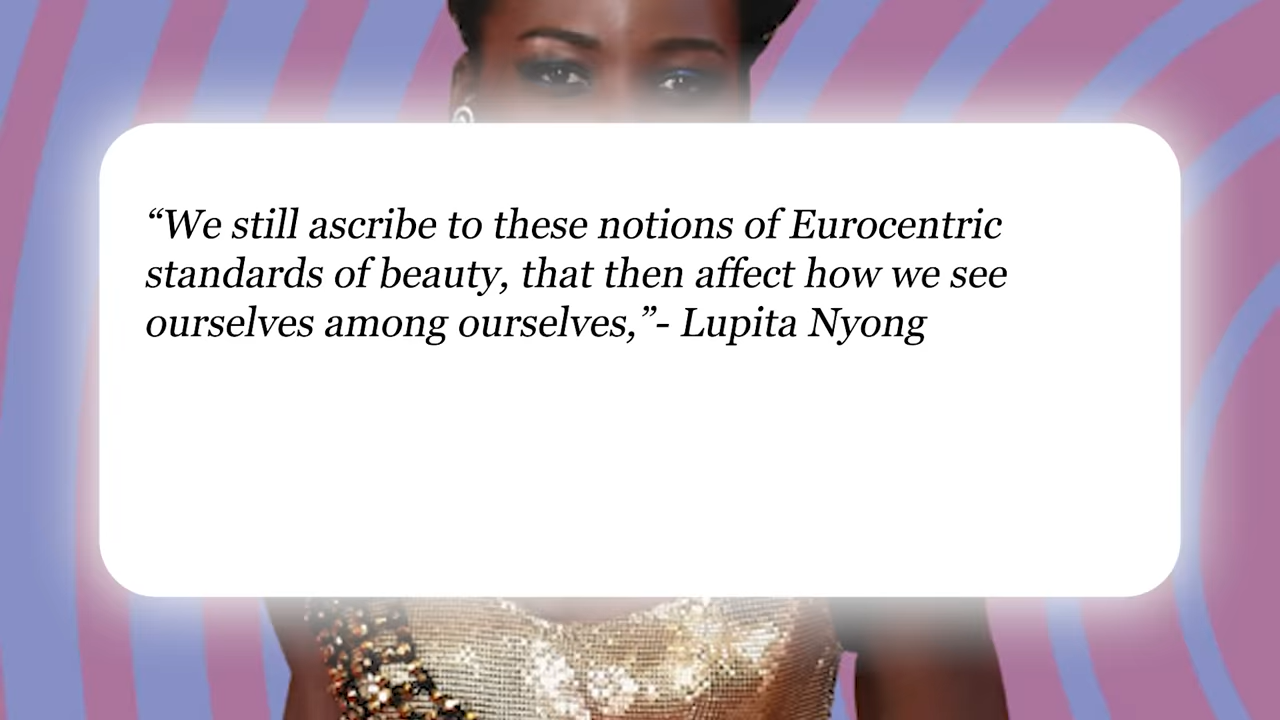 “We still ascribe to these notions of Eurocentric
standards of beauty, that then affect how we see
ourselves among ourselves,”- Lupita Nyong